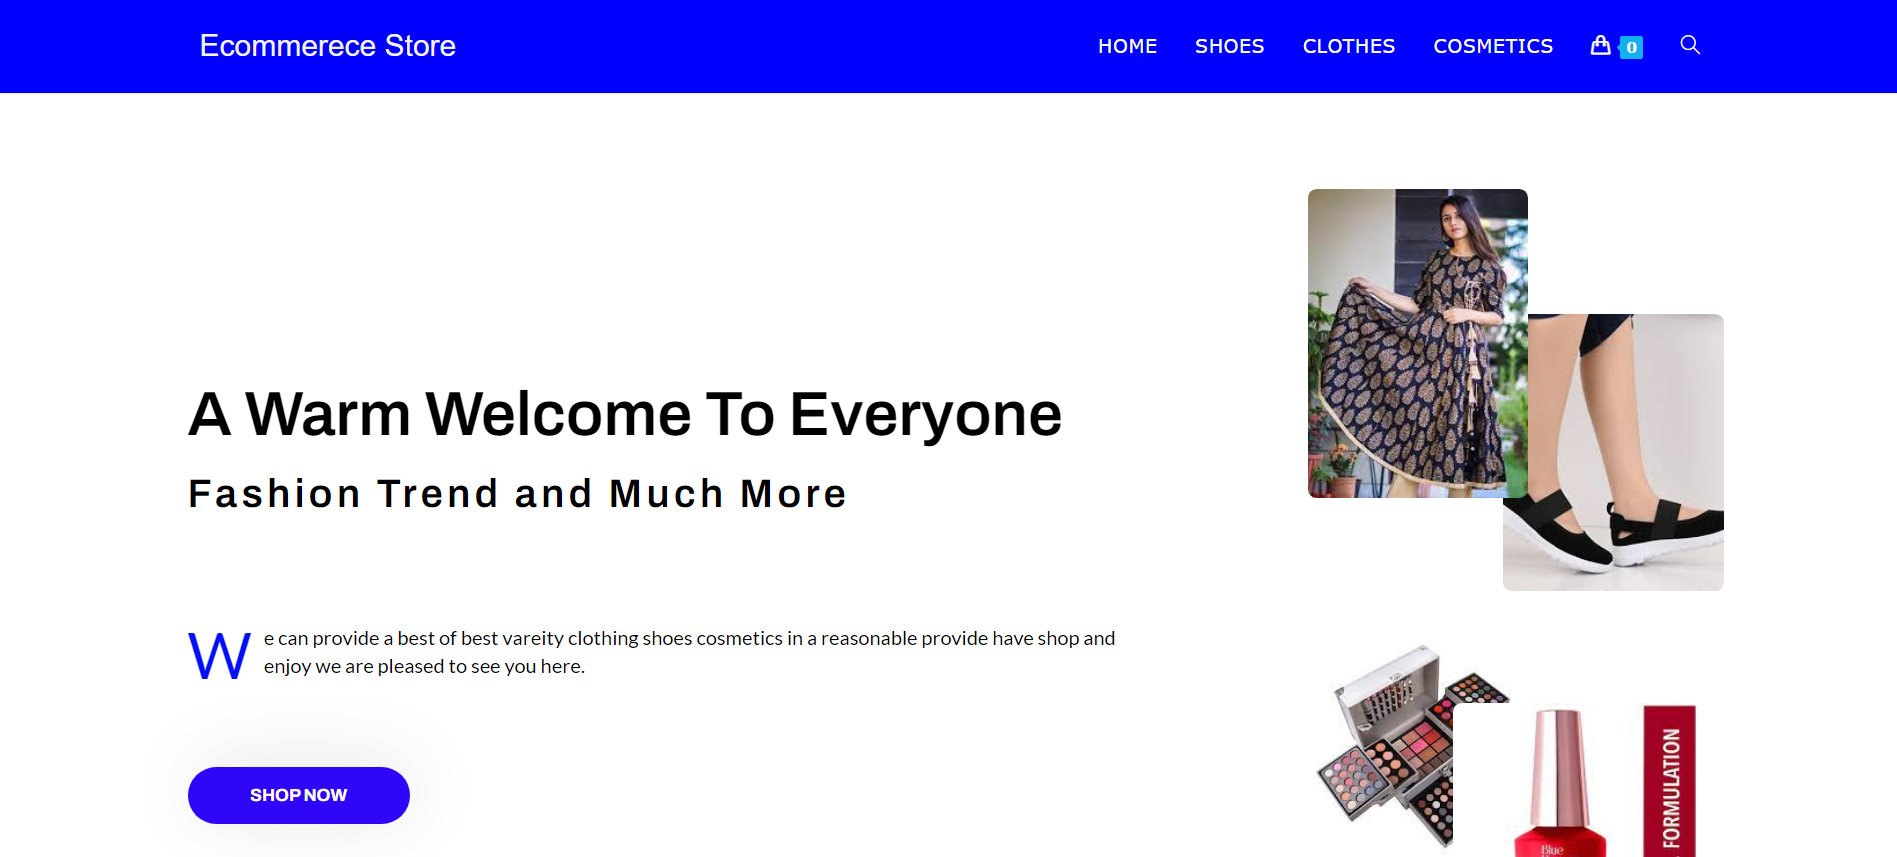 Ecommerece Store
HOME SHOES CLOTHES COSMETICS 0
A Warm Welcome To Everyone
Fashion Trend and Much More
We can provide a best of best vareity clothing shoes cosmetics in a reasonable provide have shop and
enjoy we are pleased to see you here.
SHOP NOW
FORMULATION
Blue